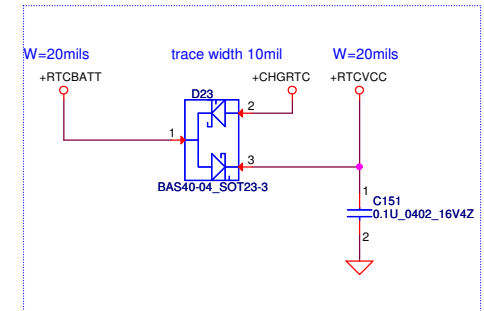 W=20mils trace width 10mil W=20mils
+RTCBATT +CHGRTC +RTCVCC
D23
2
1
3
BAS40-04_SOT23-3
1
C151
0.1U_0402_16V4Z
2